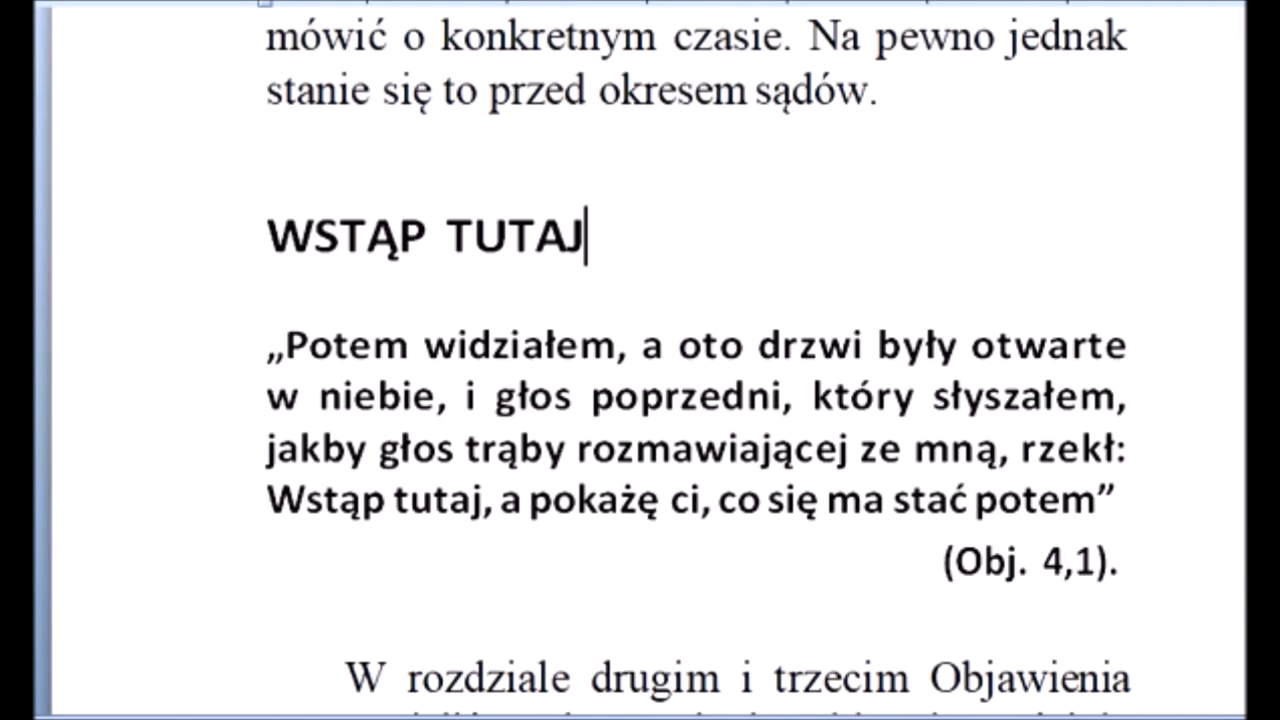 mówić o konkretnym czasie. Na pewno jednak
stanie się to przed okresem sądów.
WSTĄP TUTAJ
„Potem widziałem, a oto drzwi były otwarte
w niebie, i głos poprzedni, który słyszałem,
jakby głos trąby rozmawiającej ze mną, rzekł:
Wstąp tutaj, a pokażę ci, co się ma stać potem”
(Obj. 4,1).
W rozdziale drugim i trzecim Objawienia